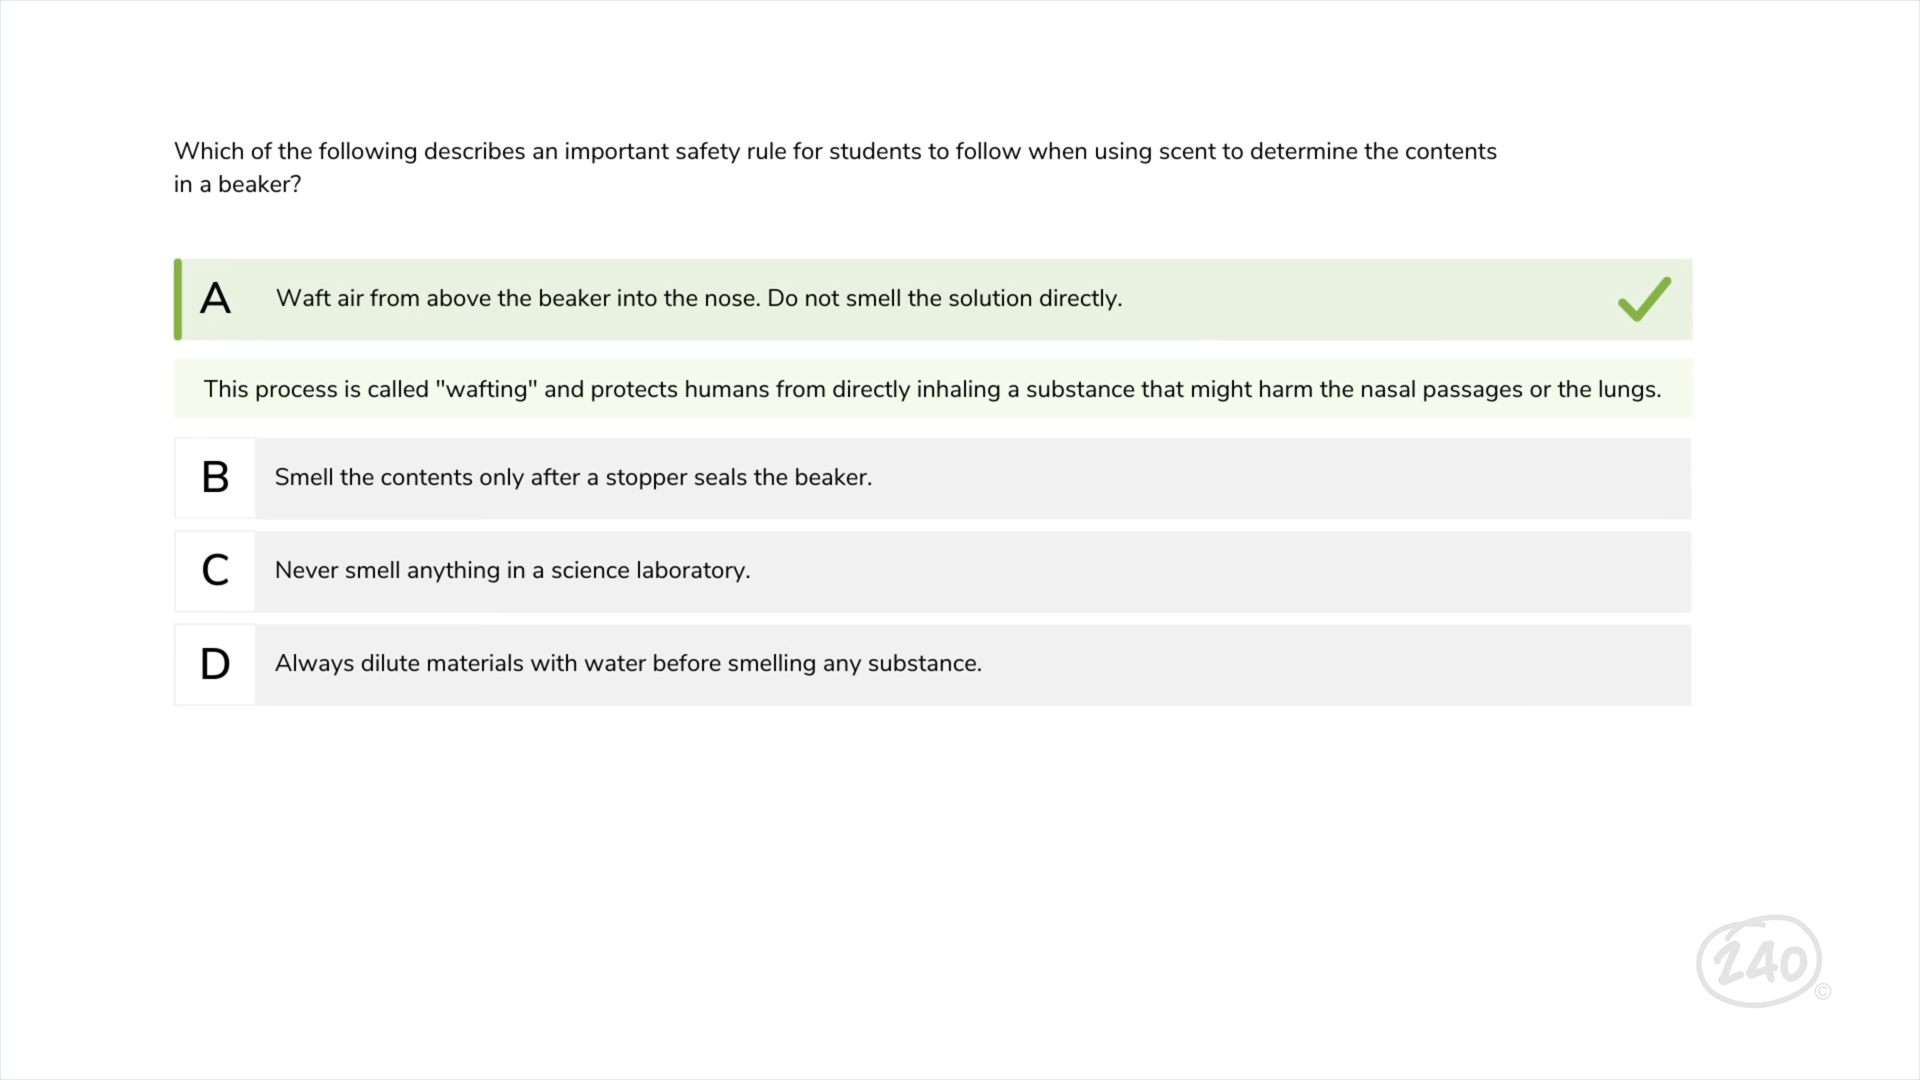 Which of the following describes an important safety rule for students to follow when using scent to determine the contents
in a beaker?
A Waft air from above the beaker into the nose. Do not smell the solution directly.
This process is called "wafting" and protects humans from directly inhaling a substance that might harm the nasal passages or the lungs.
B Smell the contents only after a stopper seals the beaker.
C Never smell anything in a science laboratory.
D Always dilute materials with water before smelling any substance.
240 ©